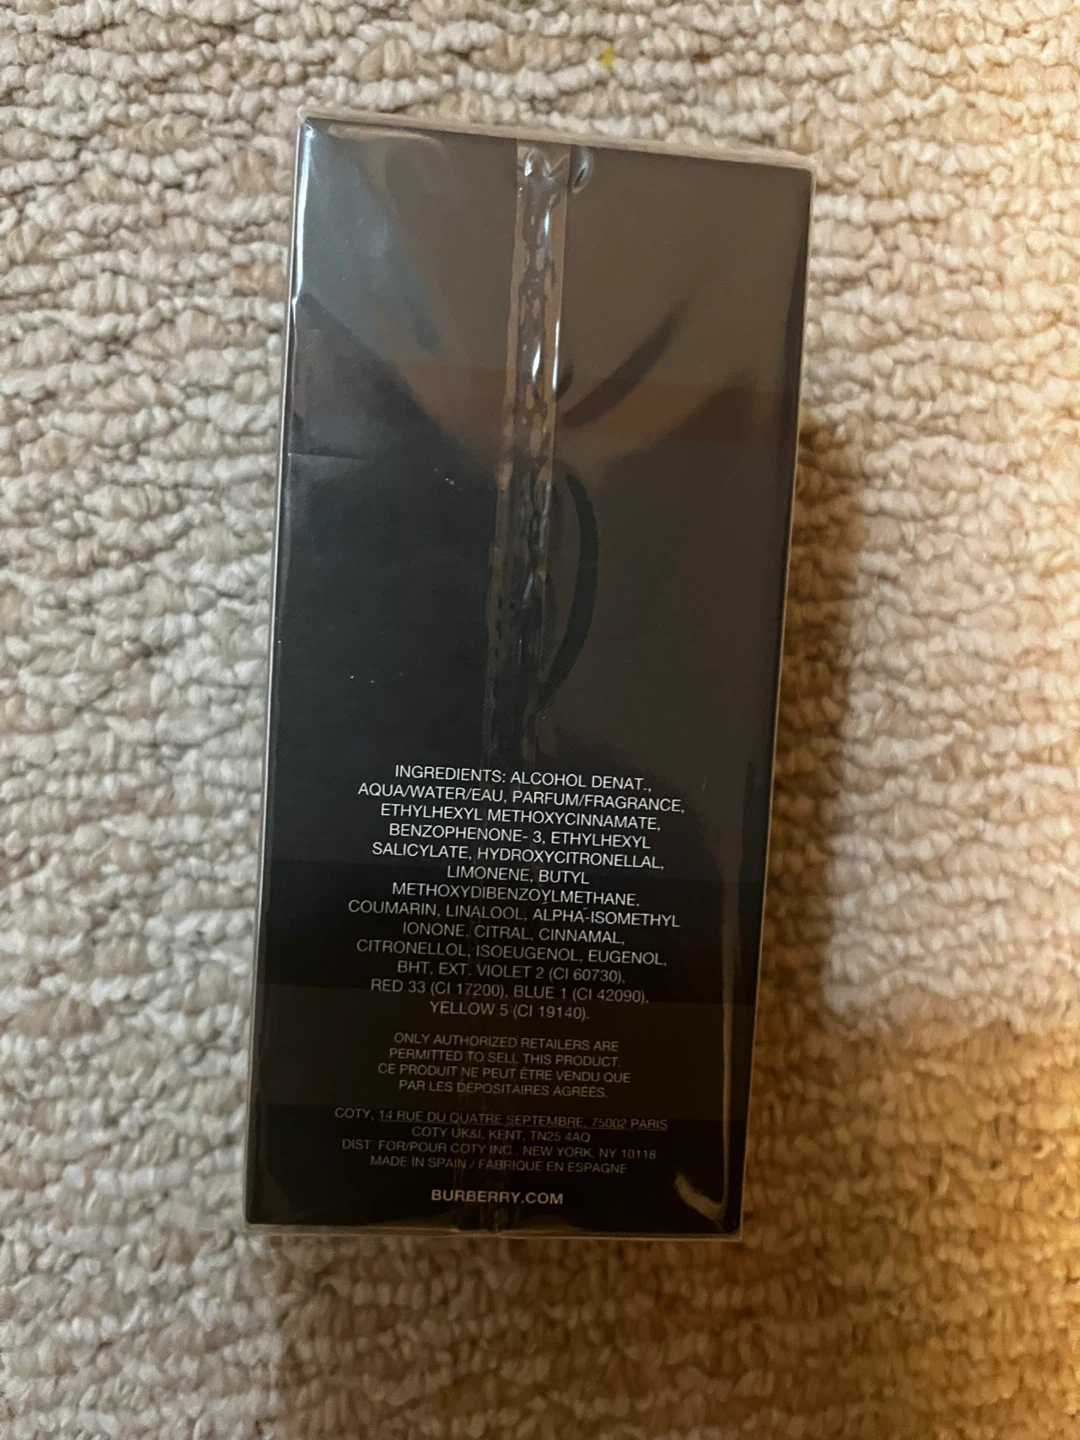 INGREDIENTS: ALCOHOL DENAT.,
AQUA/WATER/EAU, PARFUM/FRAGRANCE,
ETHYLHEXYL METHOXYCINNAMATE,
BENZOPHENONE- 3, ETHYLHEXYL
SALICYLATE, HYDROXYCITRONELLAL,
LIMONENE, BUTYL
METHOXYDIBENZOYLMETHANE,
COUMARIN, LINALOOL, ALPHA-ISOMETHYL
IONONE, CITRAL, CINNAMAL,
CITRONELLOL, ISOEUGENOL, EUGENOL,
BHT, EXT. VIOLET 2 (CI 60730),
RED 33 (CI 17200), BLUE 1 (CI 42090),
YELLOW 5 (CI 19140).
ONLY AUTHORIZED RETAILERS ARE
PERMITTED TO SELL THIS PRODUCT.
CE PRODUIT NE PEUT ÊTRE VENDU QUE
PAR LES DÉPOSITAIRES AGRÉÉS.
COTY, 14 RUE DU QUATRE SEPTEMBRE, 75002 PARIS
COTY UK&I, KENT, TN25 4AQ
DIST. FOR/POUR COTY INC., NEW YORK, NY 10118
MADE IN SPAIN / FABRIQUÉ EN ESPAGNE
BURBERRY.COM